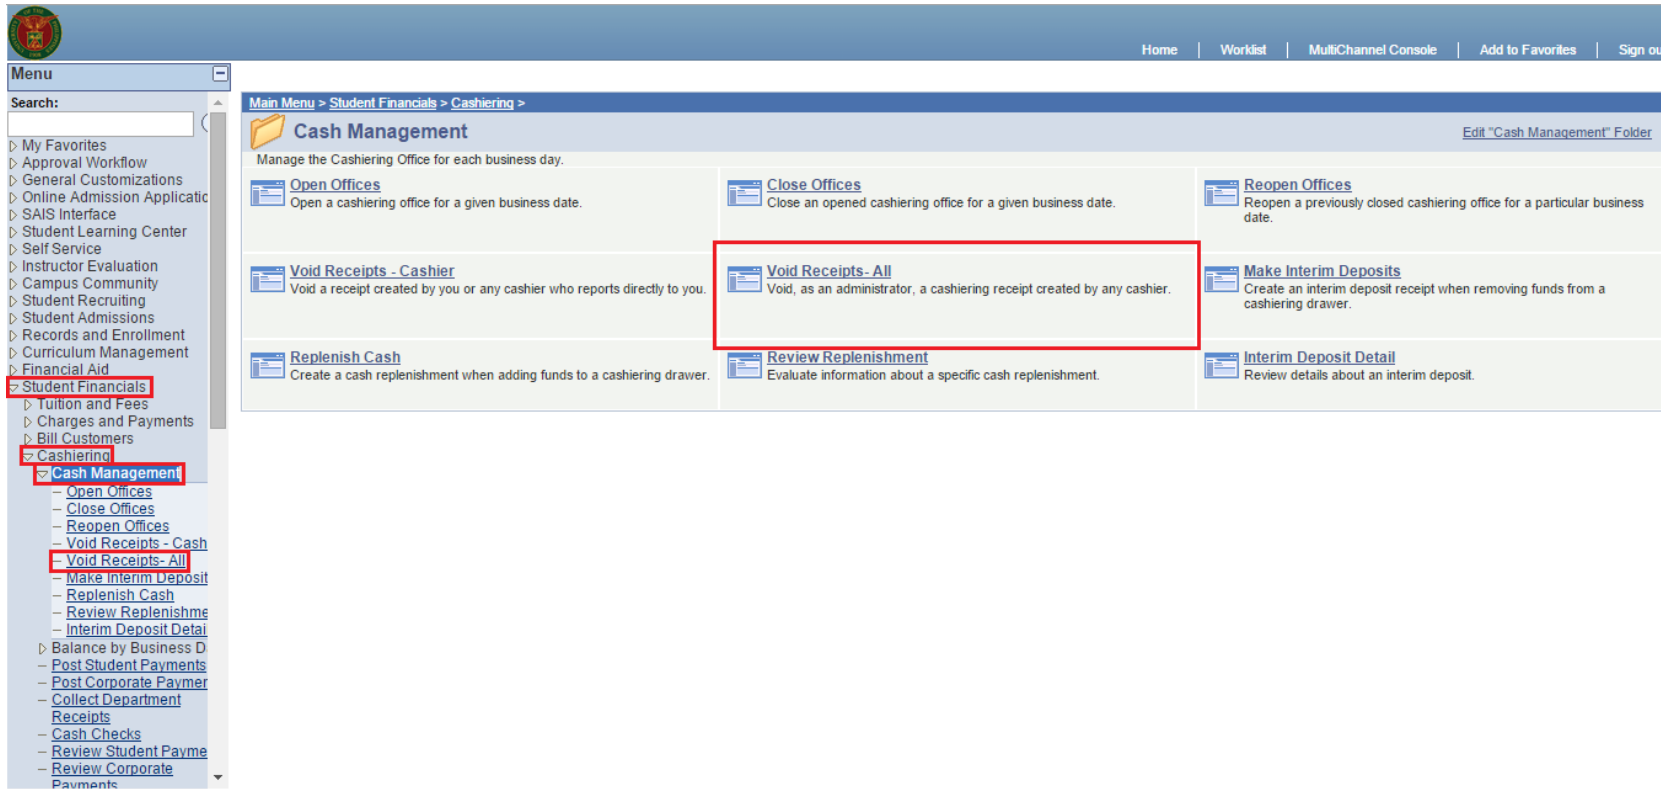 Home | Worklist | MultiChannel Console | Add to Favorites | Sign ou
Menu
Search:
My Favorites
Approval Workflow
General Customizations
Online Admission Applicatic
SAIS Interface
Student Learning Center
Self Service
Instructor Evaluation
Campus Community
Student Recruiting
Student Admissions
Records and Enrollment
Curriculum Management
Financial Aid
Student Financials
Tuition and Fees
Charges and Payments
Bill Customers
Cashiering
Cash Management
Open Offices
Close Offices
Reopen Offices
Void Receipts - Cash
Void Receipts- All
Make Interim Deposit
Replenish Cash
Review Replenishme
Interim Deposit Detai
Balance by Business D
Post Student Payments
Post Corporate Paymer
Collect Department
Receipts
Cash Checks
Review Student Payme
Review Corporate
Payments
Main Menu > Student Financials > Cashiering >
Cash Management
Edit "Cash Management" Folder
Manage the Cashiering Office for each business day.
Open Offices
Open a cashiering office for a given business date.
Close Offices
Close an opened cashiering office for a given business date.
Reopen Offices
Reopen a previously closed cashiering office for a particular business
date.
Void Receipts - Cashier
Void a receipt created by you or any cashier who reports directly to you.
Void Receipts- All
Void, as an administrator, a cashiering receipt created by any cashier.
Make Interim Deposits
Create an interim deposit receipt when removing funds from a
cashiering drawer.
Replenish Cash
Create a cash replenishment when adding funds to a cashiering drawer.
Review Replenishment
Evaluate information about a specific cash replenishment.
Interim Deposit Detail
Review details about an interim deposit.